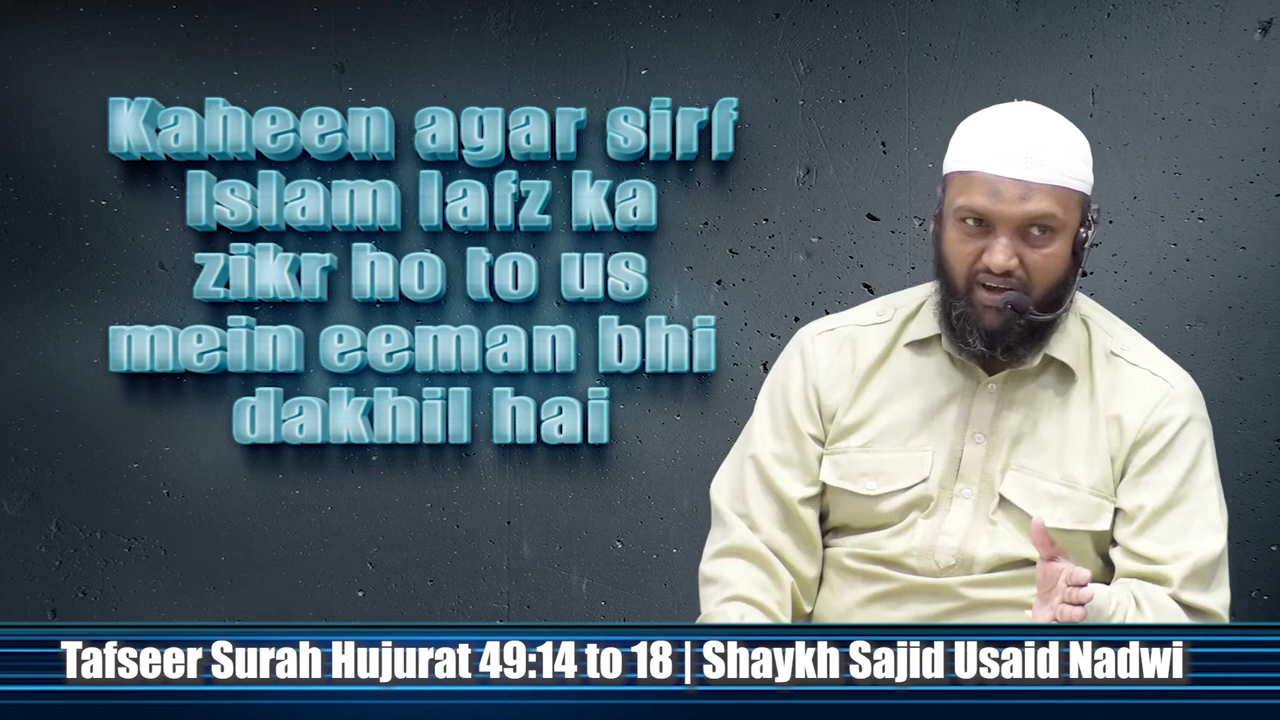 Kaheen agar sirf
Islam lafz ka
zikr ho to us
mein eeman bhi
dakhil hai
Tafseer Surah Hujurat 49:14 to 18 | Shaykh Sajid Usaid Nadwi